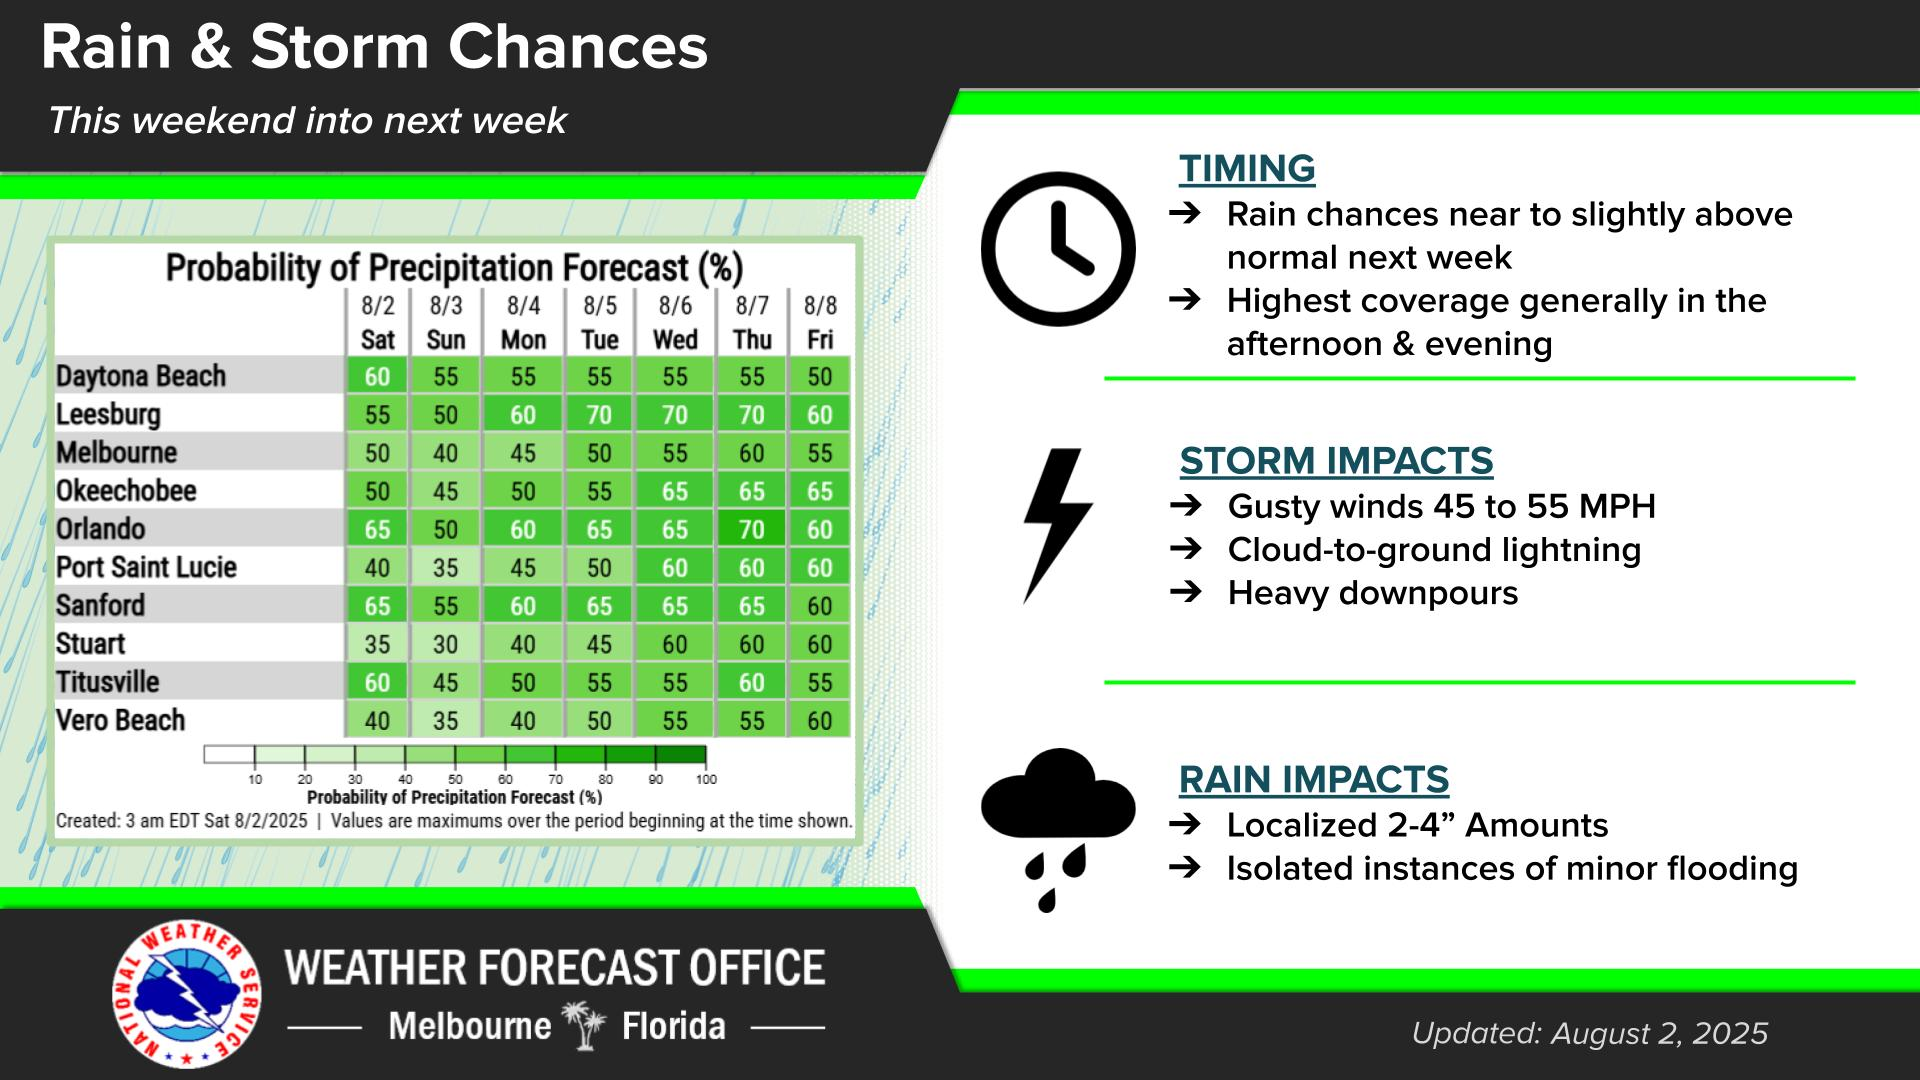 Rain & Storm Chances
This weekend into next week
Probability of Precipitation Forecast (%)
8/2 8/3 8/4 8/5 8/6 8/7 8/8
Sat Sun Mon Tue Wed Thu Fri
Daytona Beach 60 55 55 55 55 55 50
Leesburg 55 50 60 70 70 70 60
Melbourne 50 40 45 50 55 60 55
Okeechobee 50 45 50 55 65 65 65
Orlando 65 50 60 65 65 70 60
Port Saint Lucie 40 35 45 50 60 60 60
Sanford 65 55 60 65 65 65 60
Stuart 35 30 40 45 60 60 60
Titusville 60 45 50 55 55 60 55
Vero Beach 40 35 40 50 55 55 60
10 20 30 40 50 60 70 80 90 100
Probability of Precipitation Forecast (%)
Created: 3 am EDT Sat 8/2/2025 | Values are maximums over the period beginning at the time shown.
TIMING
➔ Rain chances near to slightly above
normal next week
➔ Highest coverage generally in the
afternoon & evening
STORM IMPACTS
➔ Gusty winds 45 to 55 MPH
➔ Cloud-to-ground lightning
➔ Heavy downpours
RAIN IMPACTS
➔ Localized 2-4” Amounts
➔ Isolated instances of minor flooding
NATIONAL WEATHER SERVICE
WEATHER FORECAST OFFICE
Melbourne Florida
Updated: August 2, 2025